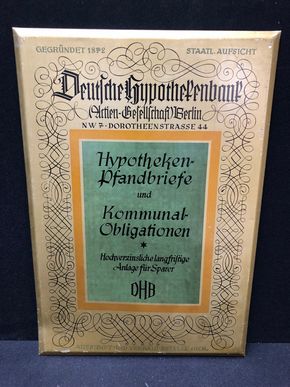 GEGRÜNDET 1872 STAATL. AUFSICHT
Deutsche Hypothekenbank
(Actien-Gesellschaft) Berlin
NW 7 · DOROTHEENSTRASSE 44
Hypotheken-
Pfandbriefe
und
Kommunal-
Obligationen
*
Hochverzinsliche langfristige
Anlage für Sparer
DHB